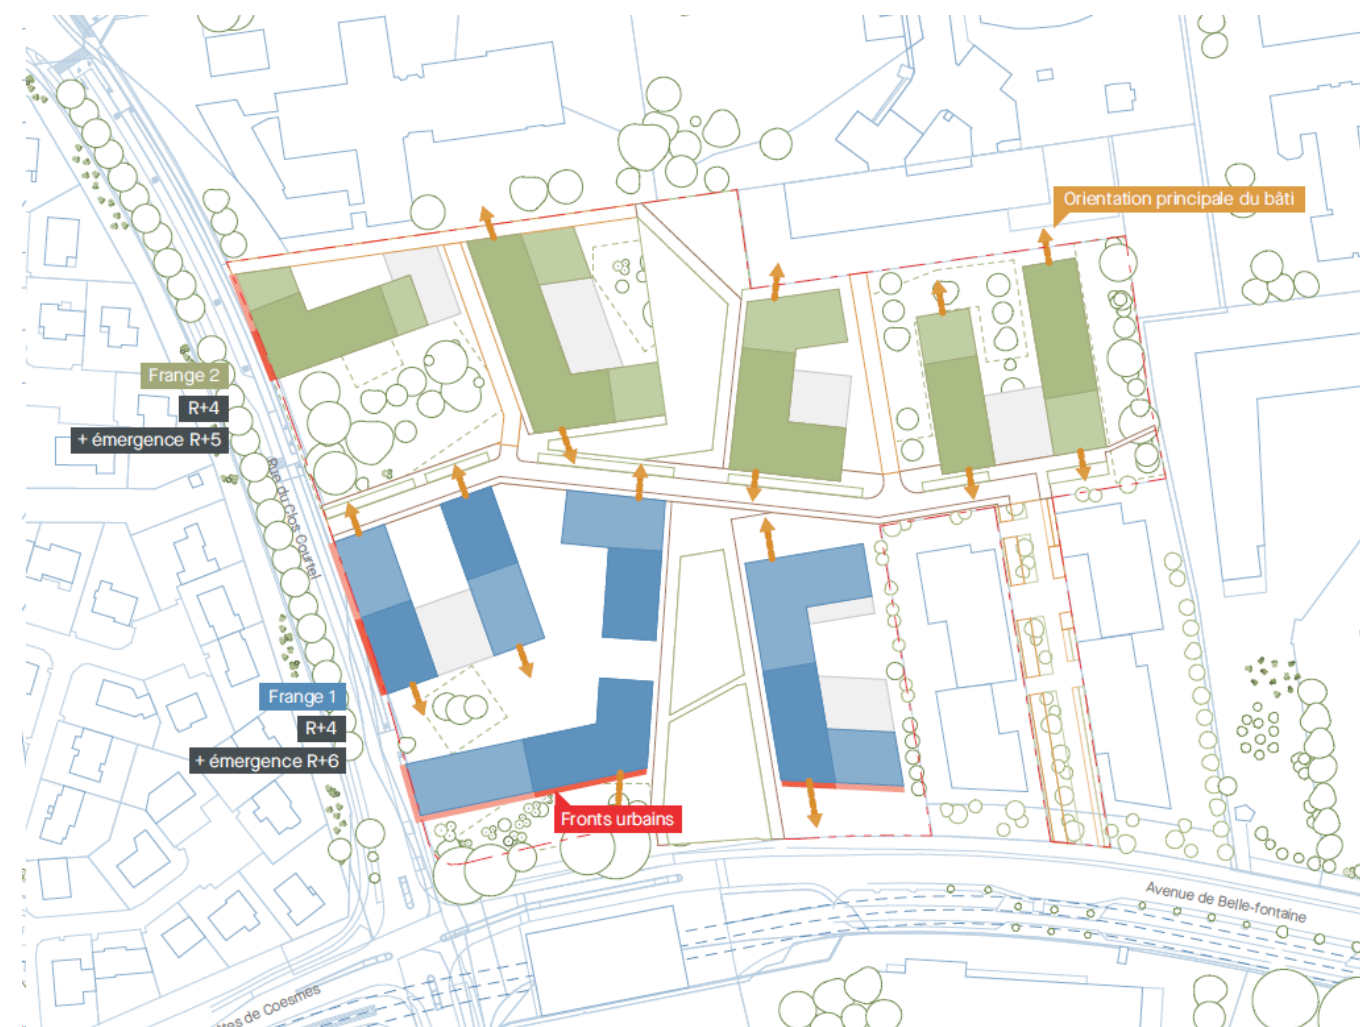 Orientation principale du bâti
Frange 2
R+4
+ émergence R+5
Rue du Clos Courtel
Frange 1
R+4
+ émergence R+6
Fronts urbains
Avenue de Belle-fontaine
de Coesmes